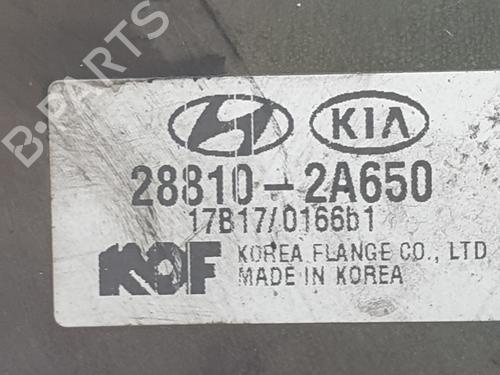 B-PARTS
KIA
28810-2A650
17B17/0166b1
KOREA FLANGE CO., LTD
KOF MADE IN KOREA